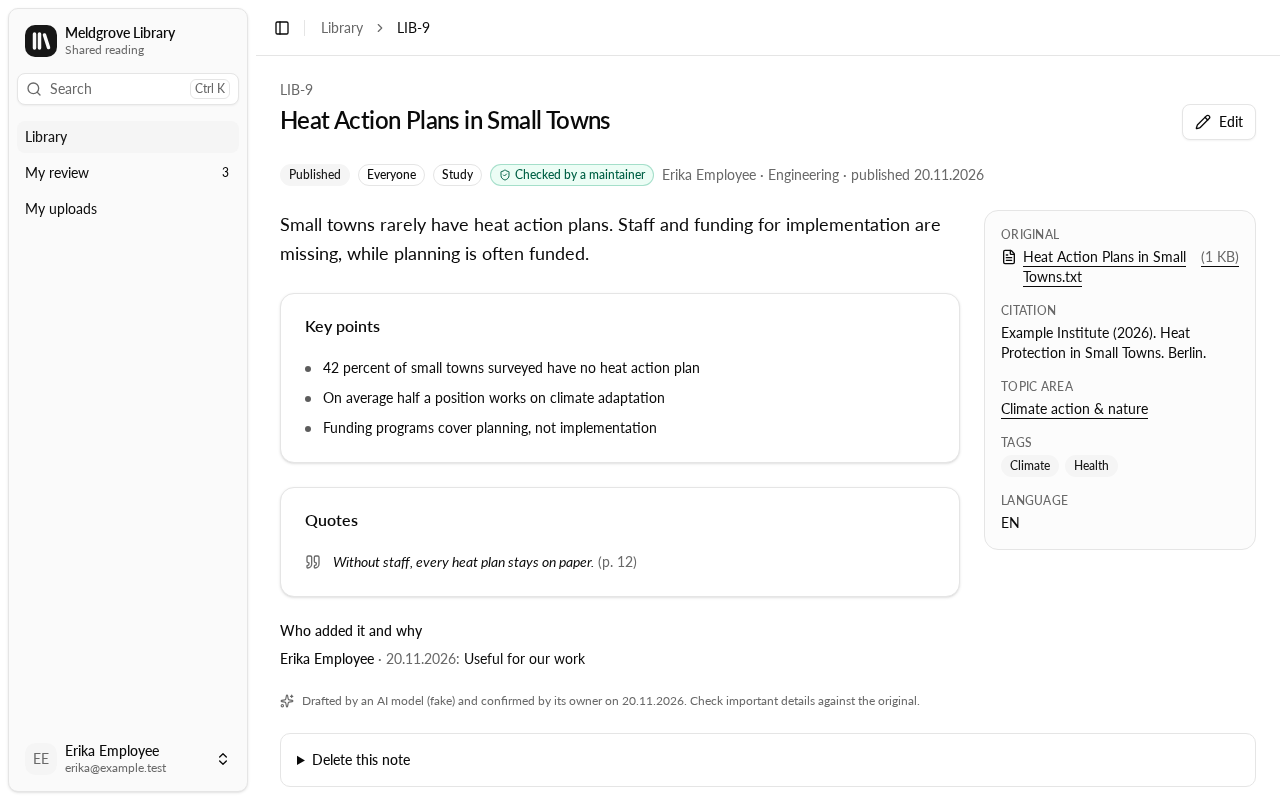 Meldgrove Library
Shared reading
Search
Ctrl K
Library
My review
3
My uploads
Erika Employee
erika@example.test
EE
Library
LIB-9
LIB-9
Heat Action Plans in Small Towns
Edit
Published
Everyone
Study
Checked by a maintainer
Erika Employee · Engineering · published 20.11.2026
Small towns rarely have heat action plans. Staff and funding for implementation are
missing, while planning is often funded.
Key points
42 percent of small towns surveyed have no heat action plan
On average half a position works on climate adaptation
Funding programs cover planning, not implementation
Quotes
Without staff, every heat plan stays on paper. (p. 12)
Who added it and why
Erika Employee · 20.11.2026: Useful for our work
Drafted by an AI model (fake) and confirmed by its owner on 20.11.2026. Check important details against the original.
Delete this note
ORIGINAL
Heat Action Plans in Small (1 KB)
Towns.txt
CITATION
Example Institute (2026). Heat
Protection in Small Towns. Berlin.
TOPIC AREA
Climate action & nature
TAGS
Climate
Health
LANGUAGE
EN